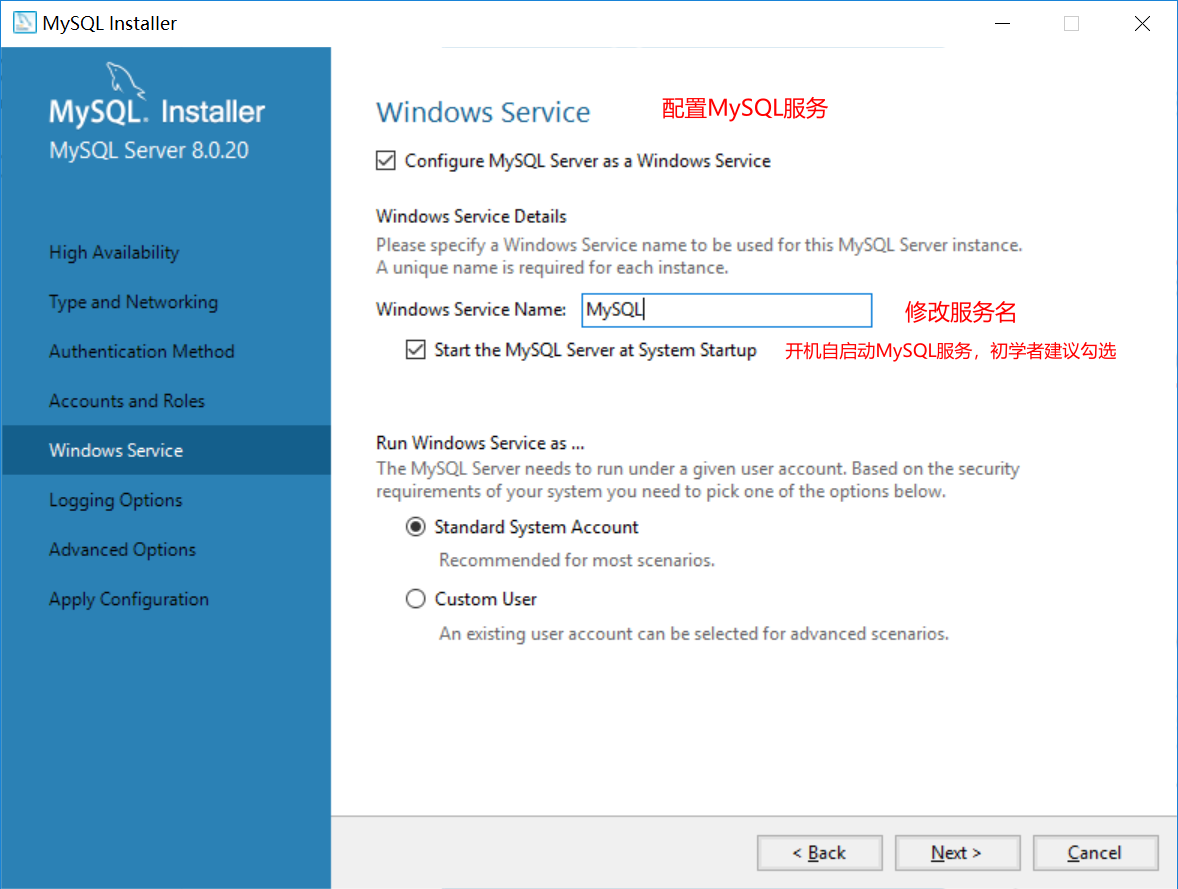 MySQL Installer
MySQL. Installer
MySQL Server 8.0.20
High Availability
Type and Networking
Authentication Method
Accounts and Roles
Windows Service
Logging Options
Advanced Options
Apply Configuration
Windows Service 配置MySQL服务
Configure MySQL Server as a Windows Service
Windows Service Details
Please specify a Windows Service name to be used for this MySQL Server instance.
A unique name is required for each instance.
Windows Service Name: MySQL 修改服务名
Start the MySQL Server at System Startup 开机自启动MySQL服务，初学者建议勾选
Run Windows Service as ...
The MySQL Server needs to run under a given user account. Based on the security
requirements of your system you need to pick one of the options below.
Standard System Account
Recommended for most scenarios.
Custom User
An existing user account can be selected for advanced scenarios.
< Back Next > Cancel